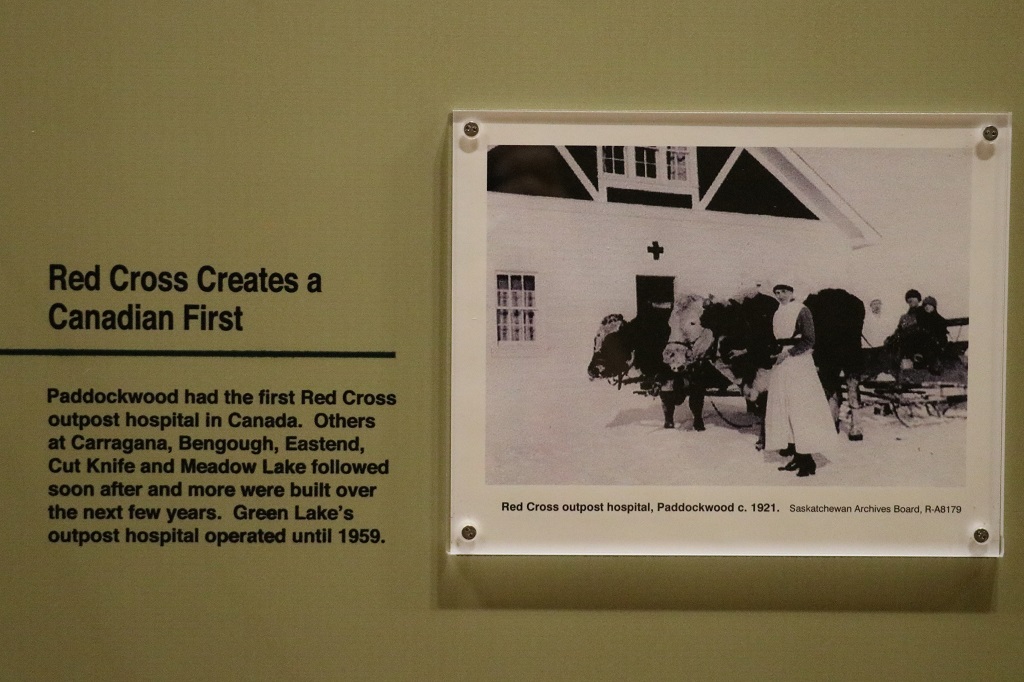 Red Cross Creates a
Canadian First
Paddockwood had the first Red Cross
outpost hospital in Canada. Others
at Carragana, Bengough, Eastend,
Cut Knife and Meadow Lake followed
soon after and more were built over
the next few years. Green Lake's
outpost hospital operated until 1959.
Red Cross outpost hospital, Paddockwood c. 1921. Saskatchewan Archives Board, R-A8179